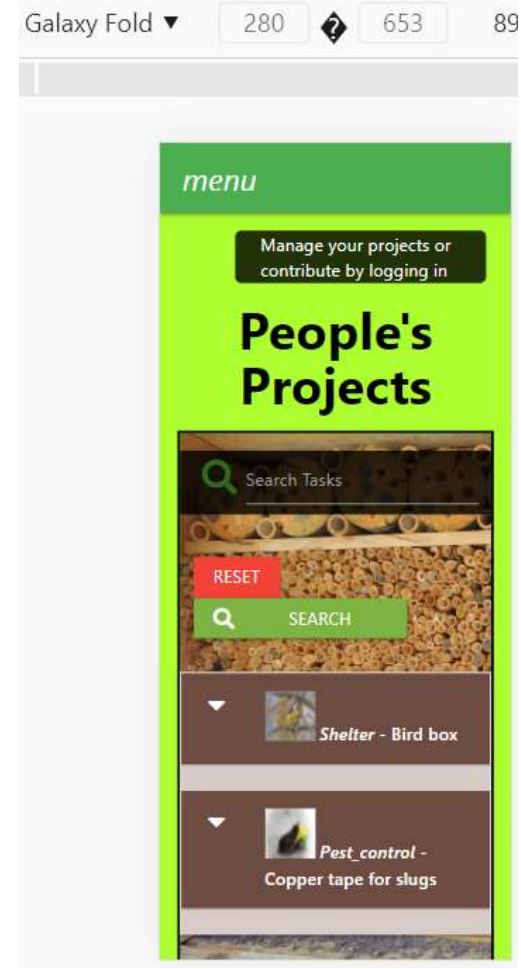 Galaxy Fold ▼ 280 � 653 89
menu
Manage your projects or
contribute by logging in
People's
Projects
Search Tasks
RESET
SEARCH
Shelter - Bird box
Pest_control -
Copper tape for slugs